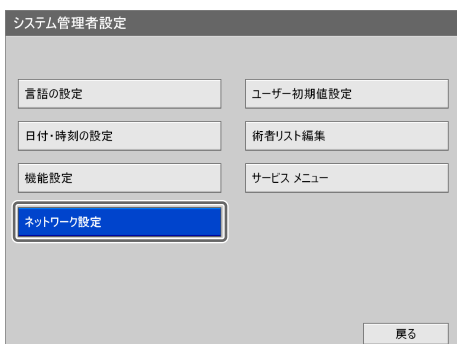 システム管理者設定
言語の設定
ユーザー初期値設定
日付・時刻の設定
術者リスト編集
機能設定
サービス メニュー
ネットワーク設定
戻る